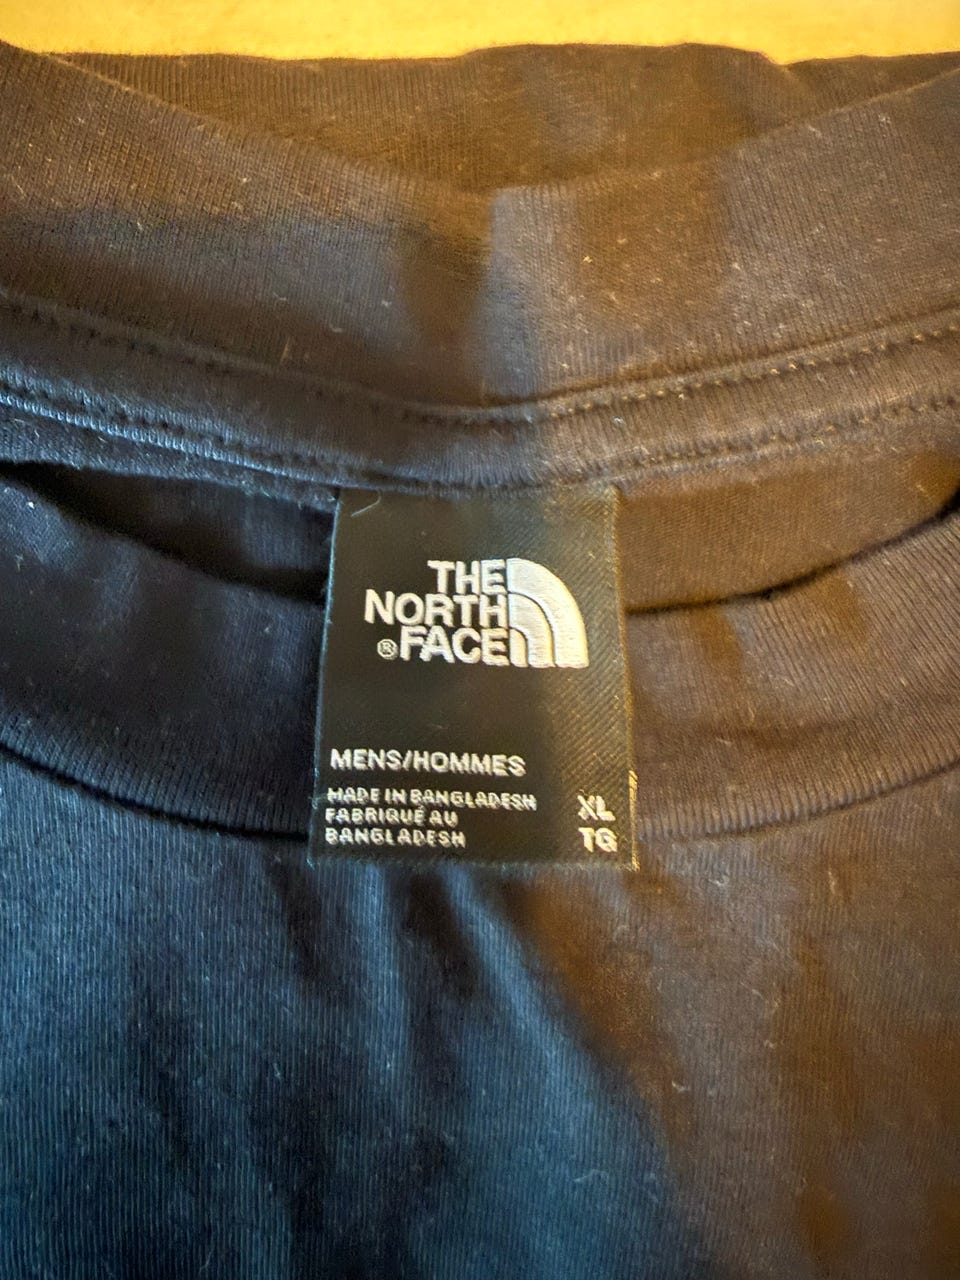 THE
NORTH
® FACE
MENS/HOMMES
MADE IN BANGLADESH
FABRIQUÉ AU
BANGLADESH
XL
TG